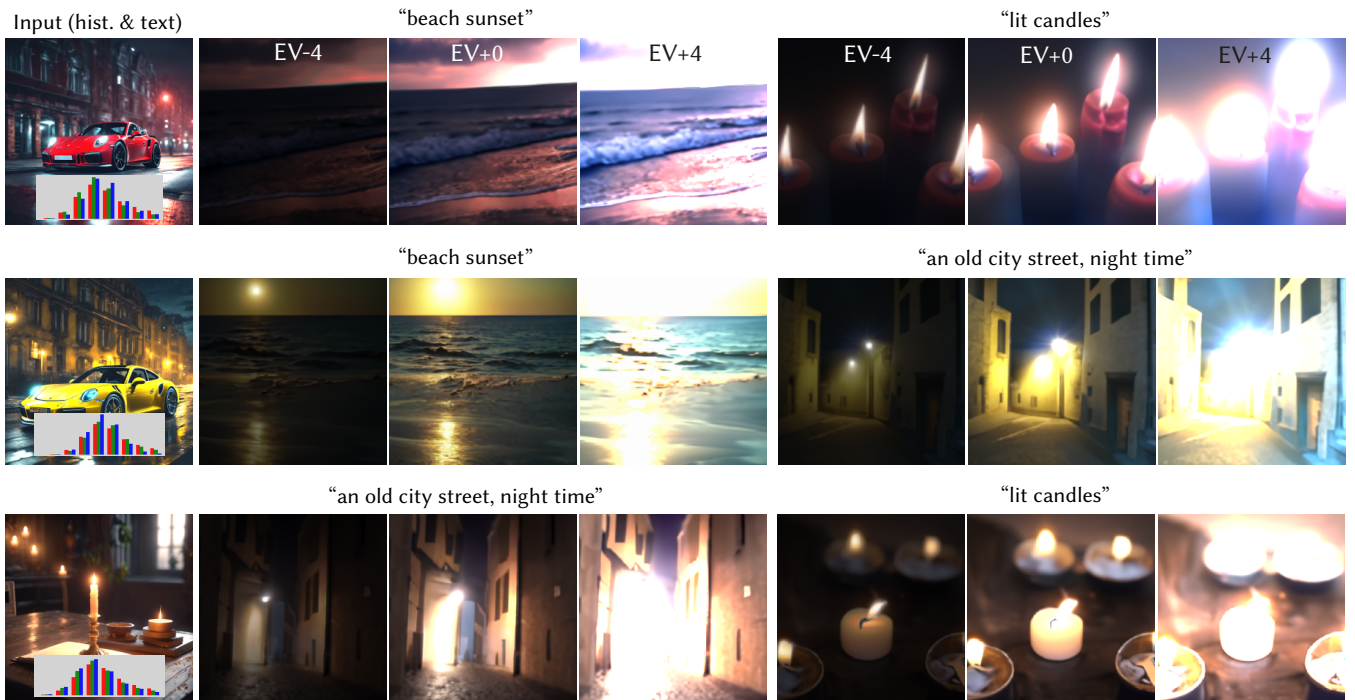 Input (hist. & text)
“beach sunset”
“lit candles”
EV-4
EV+0
EV+4
EV-4
EV+0
EV+4
“beach sunset”
“an old city street, night time”
“an old city street, night time”
“lit candles”